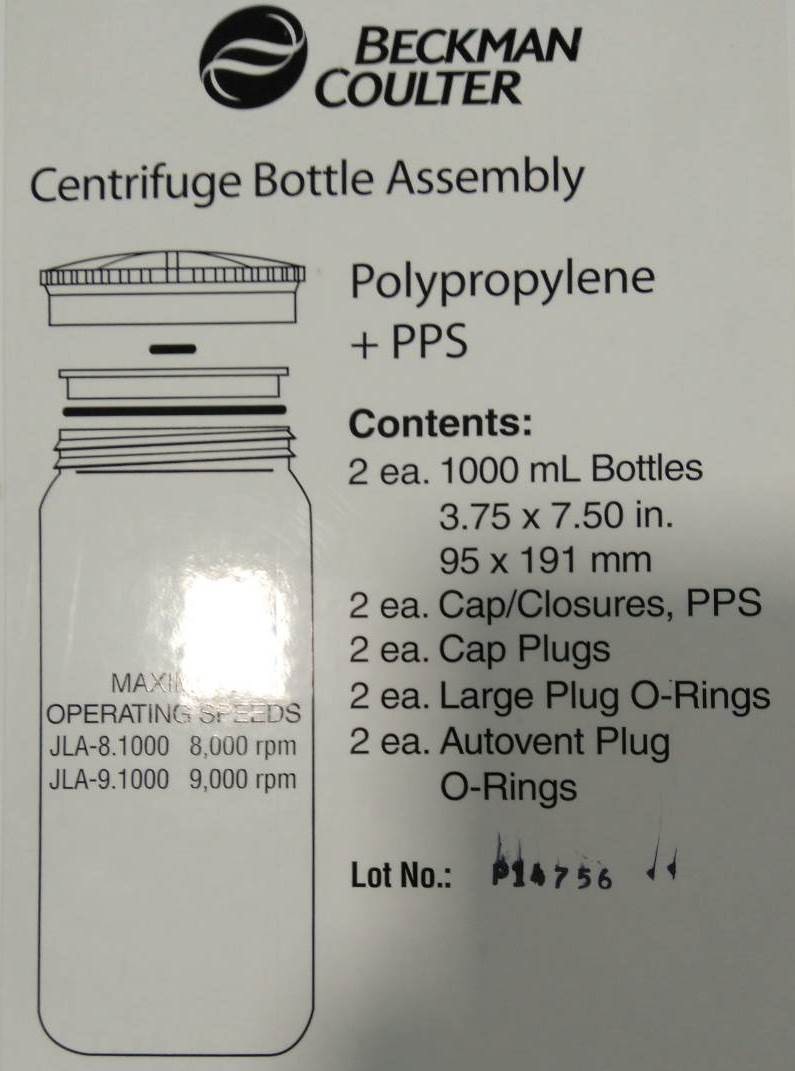 BECKMAN
COULTER
Centrifuge Bottle Assembly
Polypropylene
+ PPS
Contents:
2 ea. 1000 mL Bottles
3.75 x 7.50 in.
95 x 191 mm
2 ea. Cap/Closures, PPS
2 ea. Cap Plugs
2 ea. Large Plug O-Rings
2 ea. Autovent Plug
O-Rings
Lot No.: P14756
OPERATING SPEEDS
JLA-8.1000 8,000 rpm
JLA-9.1000 9,000 rpm